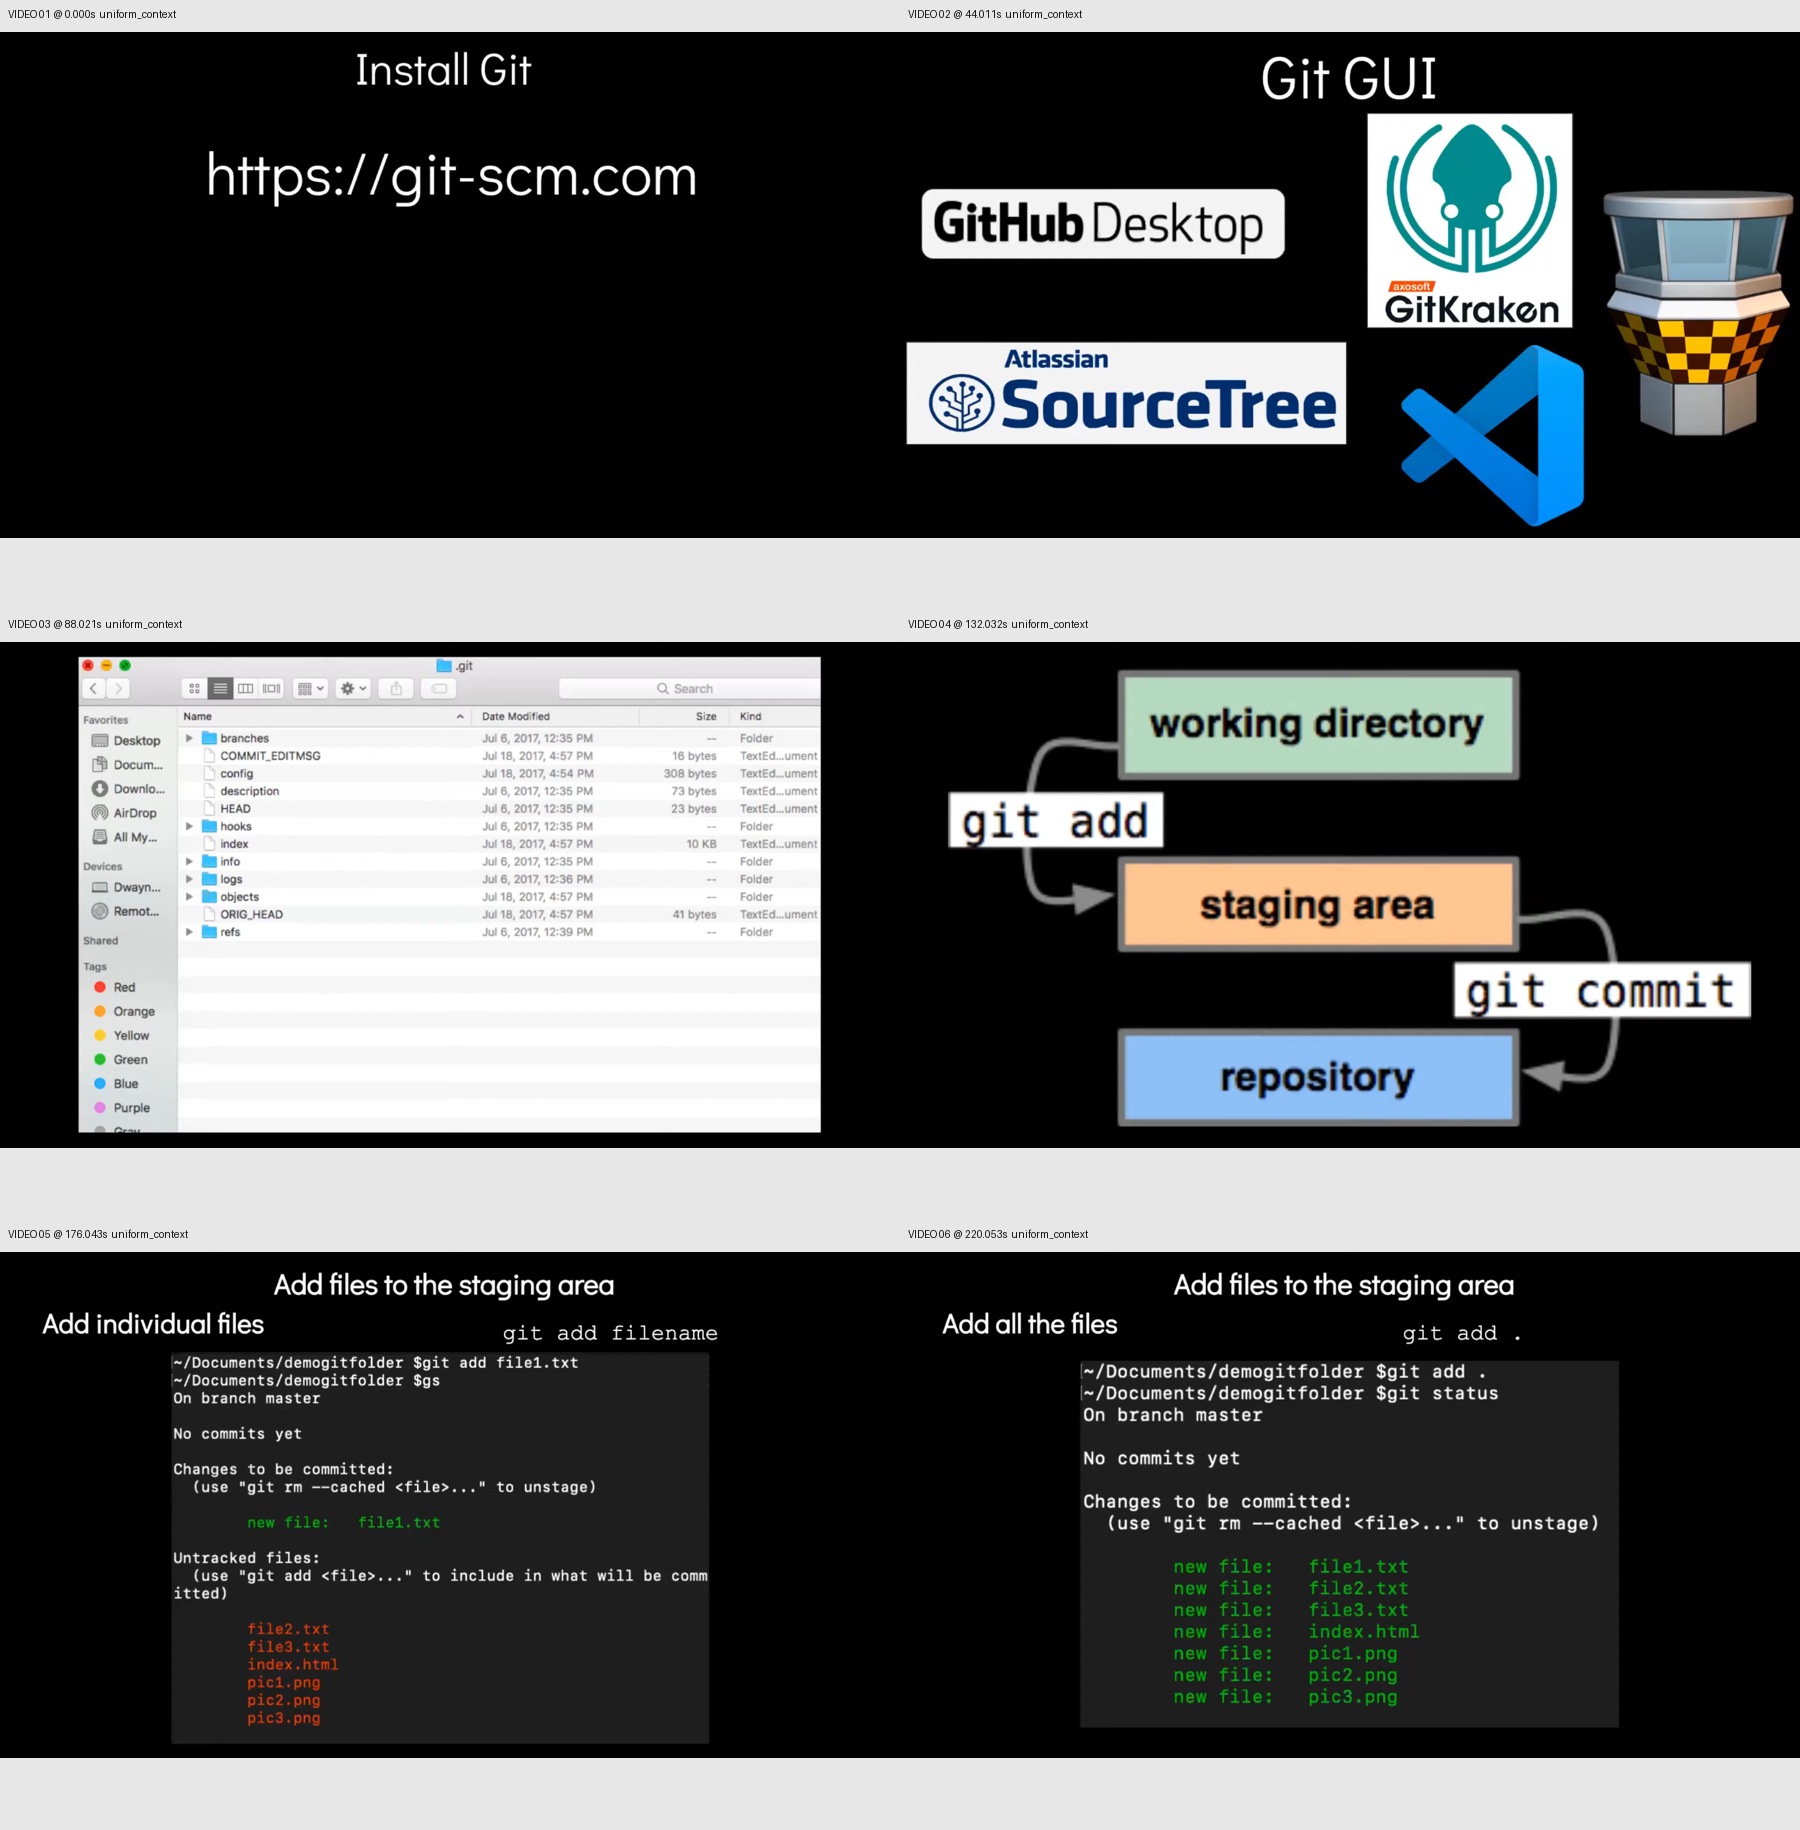 VIDEO01 @ 0.000s uniform_context
Install Git
https://git-scm.com
VIDEO02 @ 44.011s uniform_context
Git GUI
GitHub Desktop
axosoft
GitKraken
Atlassian
SourceTree
VIDEO03 @ 88.021s uniform_context
.git
Search
Favorites
Desktop
Docum...
Downlo...
AirDrop
All My...
Devices
Dwayn...
Remot...
Shared
Tags
Red
Orange
Yellow
Green
Blue
Purple
Gray
Name Date Modified Size Kind
branches Jul 6, 2017, 12:35 PM -- Folder
COMMIT_EDITMSG Jul 18, 2017, 4:57 PM 16 bytes TextEd...ument
config Jul 18, 2017, 4:54 PM 308 bytes TextEd...ument
description Jul 6, 2017, 12:35 PM 73 bytes TextEd...ument
HEAD Jul 6, 2017, 12:35 PM 23 bytes TextEd...ument
hooks Jul 6, 2017, 12:35 PM -- Folder
index Jul 18, 2017, 4:57 PM 10 KB TextEd...ument
info Jul 6, 2017, 12:35 PM -- Folder
logs Jul 6, 2017, 12:36 PM -- Folder
objects Jul 18, 2017, 4:57 PM -- Folder
ORIG_HEAD Jul 18, 2017, 4:57 PM 41 bytes TextEd...ument
refs Jul 6, 2017, 12:39 PM -- Folder
VIDEO04 @ 132.032s uniform_context
working directory
git add
staging area
git commit
repository
VIDEO05 @ 176.043s uniform_context
Add files to the staging area
Add individual files
git add filename
~/Documents/demogitfolder $git add file1.txt
~/Documents/demogitfolder $gs
On branch master
No commits yet
Changes to be committed:
(use "git rm --cached <file>..." to unstage)
new file: file1.txt
Untracked files:
(use "git add <file>..." to include in what will be comm
itted)
file2.txt
file3.txt
index.html
pic1.png
pic2.png
pic3.png
VIDEO06 @ 220.053s uniform_context
Add files to the staging area
Add all the files
git add .
~/Documents/demogitfolder $git add .
~/Documents/demogitfolder $git status
On branch master
No commits yet
Changes to be committed:
(use "git rm --cached <file>..." to unstage)
new file: file1.txt
new file: file2.txt
new file: file3.txt
new file: index.html
new file: pic1.png
new file: pic2.png
new file: pic3.png